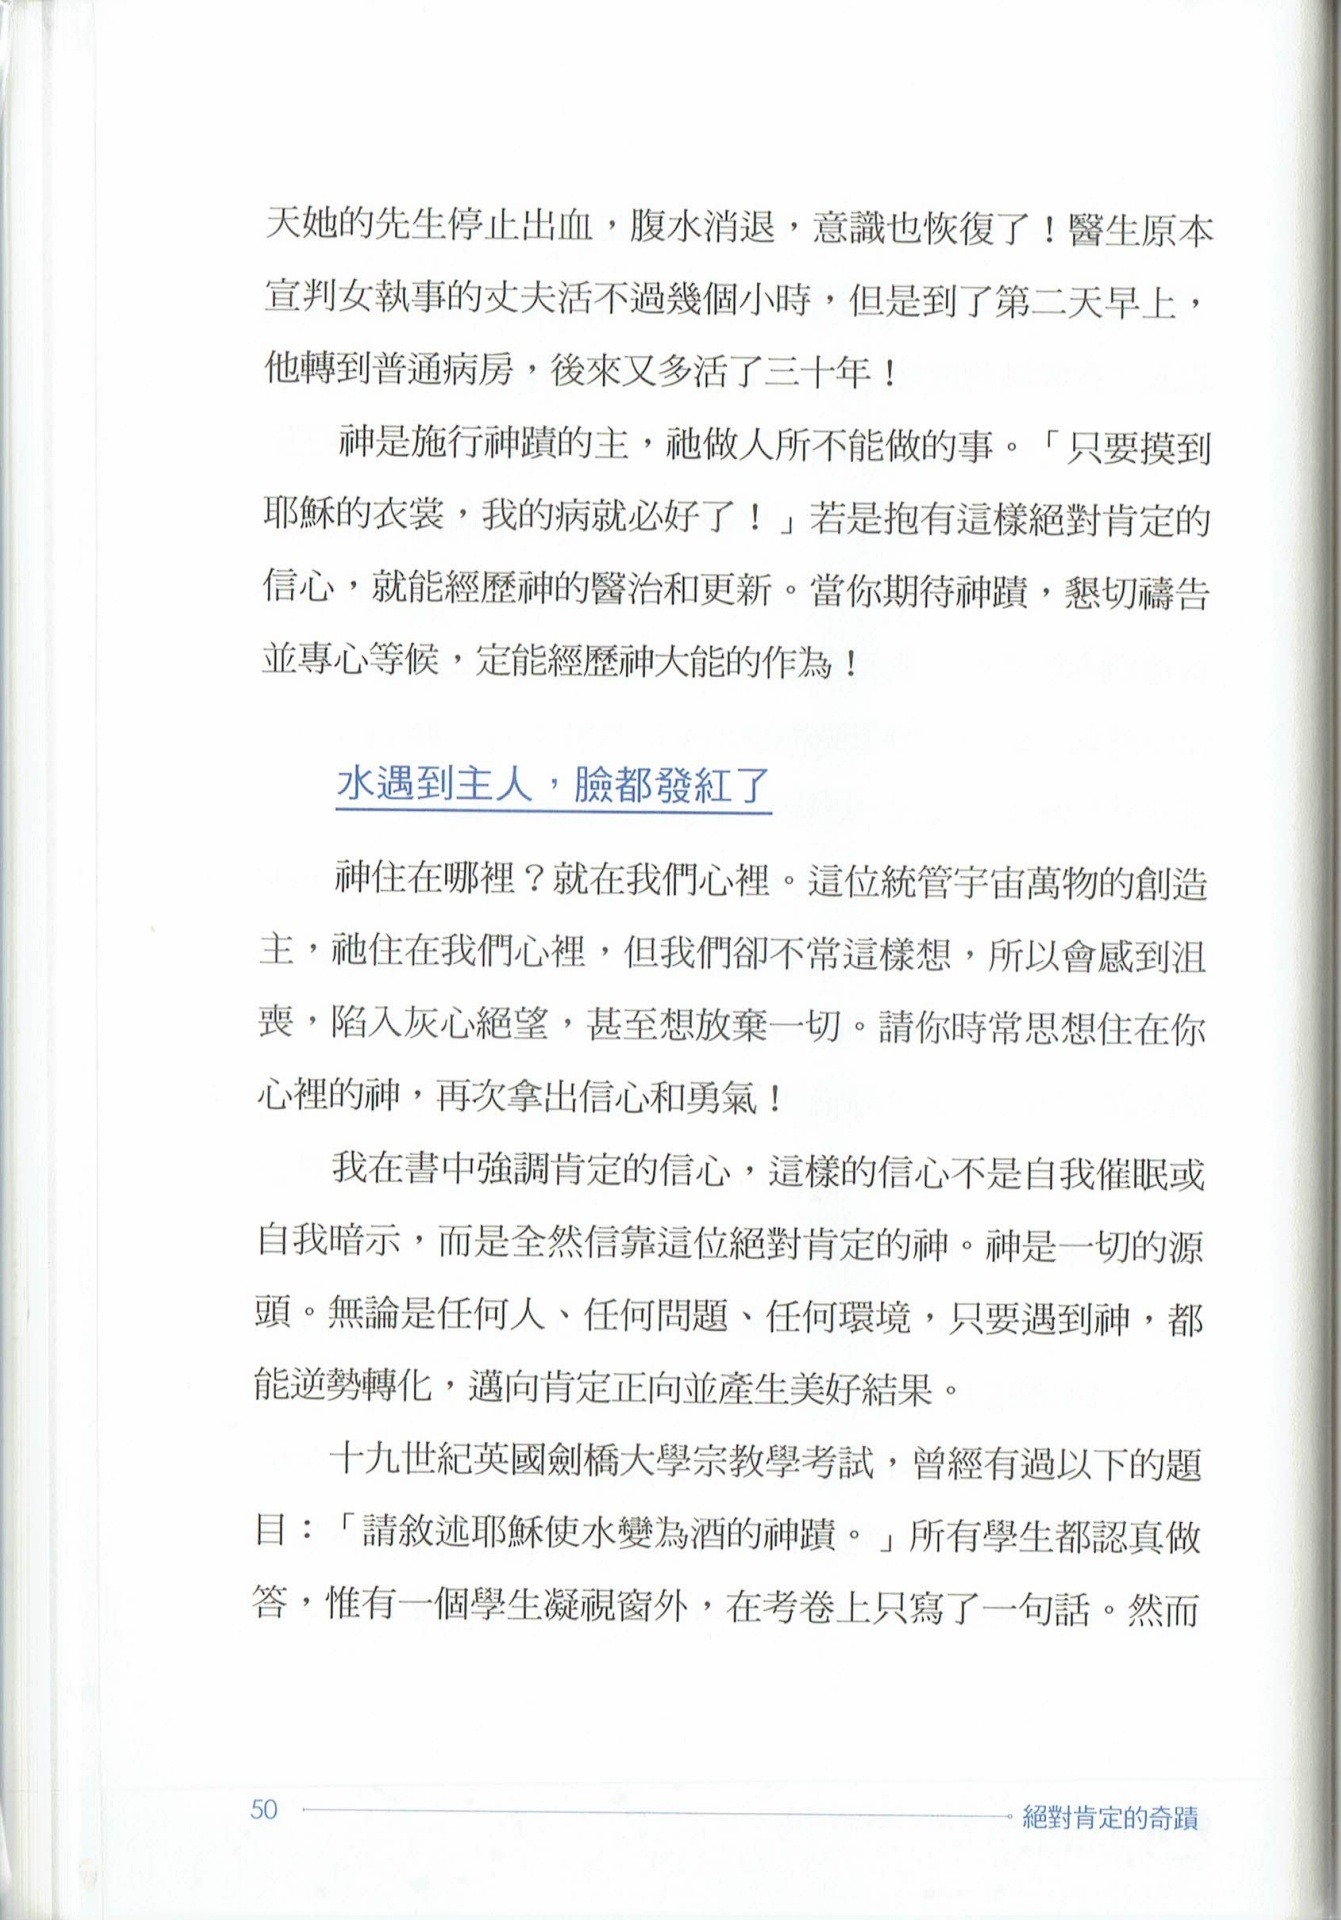 天她的先生停止出血，腹水消退，意識也恢復了！醫生原本
宣判女執事的丈夫活不過幾個小時，但是到了第二天早上，
他轉到普通病房，後來又多活了三十年！
神是施行神蹟的主，祂做人所不能做的事。「只要摸到
耶穌的衣裳，我的病就必好了！」若是抱有這樣絕對肯定的
信心，就能經歷神的醫治和更新。當你期待神蹟，懇切禱告
並專心等候，定能經歷神大能的作為！
水遇到主人，臉都發紅了
神住在哪裡？就在我們心裡。這位統管宇宙萬物的創造
主，祂住在我們心裡，但我們卻不常這樣想，所以會感到沮
喪，陷入灰心絕望，甚至想放棄一切。請你時常思想住在你
心裡的神，再次拿出信心和勇氣！
我在書中強調肯定的信心，這樣的信心不是自我催眠或
自我暗示，而是全然信靠這位絕對肯定的神。神是一切的源
頭。無論是任何人、任何問題、任何環境，只要遇到神，都
能逆勢轉化，邁向肯定正向並產生美好結果。
十九世紀英國劍橋大學宗教學考試，曾經有過以下的題
目：「請敘述耶穌使水變為酒的神蹟。」所有學生都認真做
答，惟有一個學生凝視窗外，在考卷上只寫了一句話。然而
50 絕對肯定的奇蹟